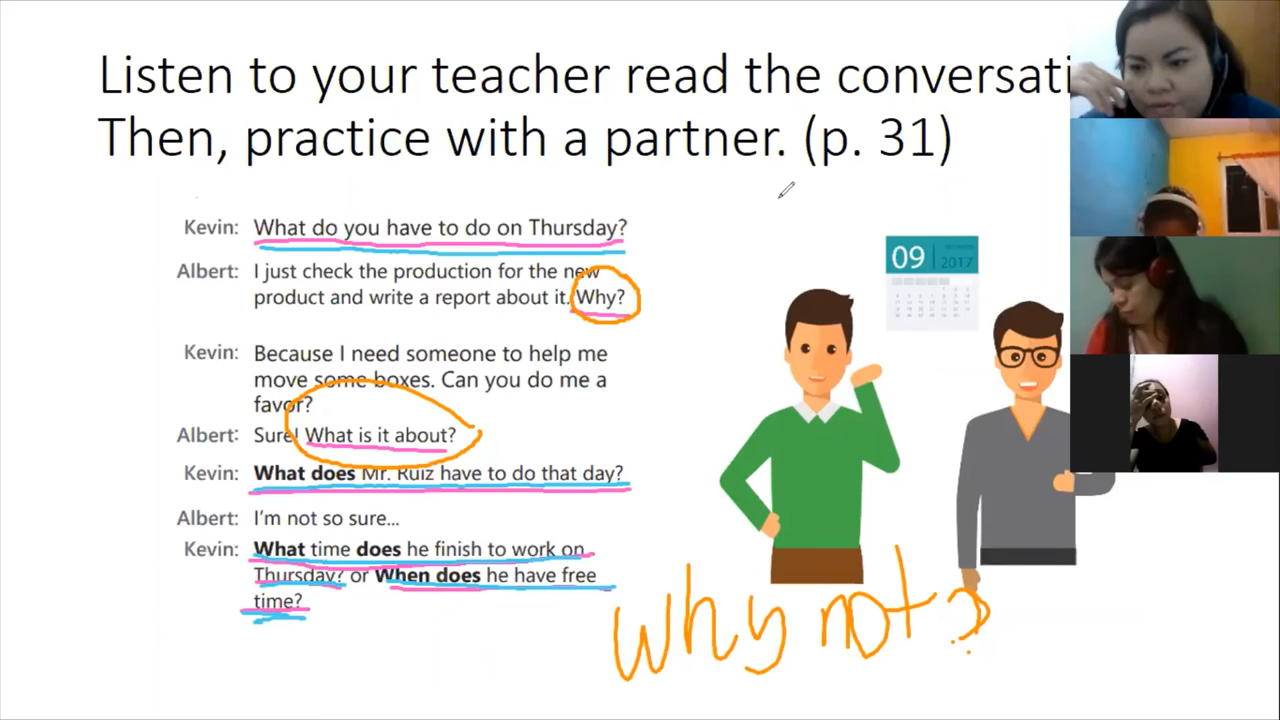 Listen to your teacher read the conversati
Then, practice with a partner. (p. 31)
Kevin: What do you have to do on Thursday?
Albert: I just check the production for the new
product and write a report about it. Why?
Kevin: Because I need someone to help me
move some boxes. Can you do me a
favor?
Albert: Sure! What is it about?
Kevin: What does Mr. Ruiz have to do that day?
Albert: I'm not so sure...
Kevin: What time does he finish to work on
Thursday? or When does he have free
time?
09
2017
Why not?